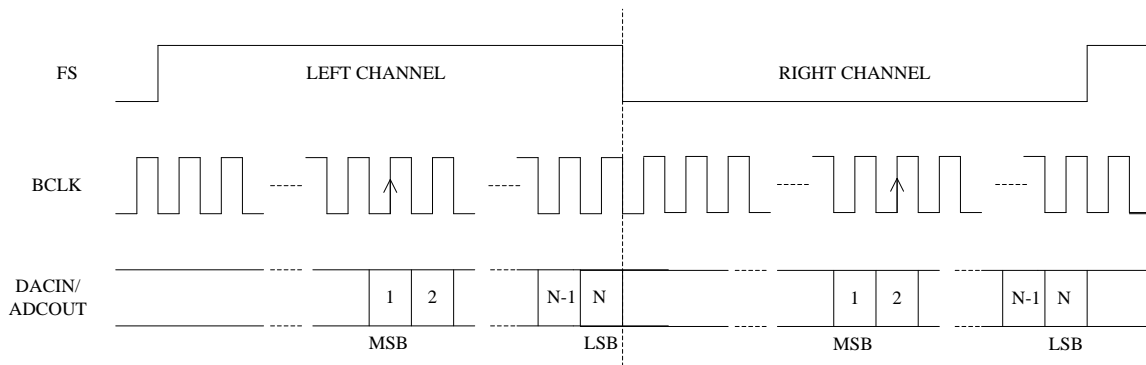 FS
LEFT CHANNEL
RIGHT CHANNEL
BCLK
DACIN/
ADCOUT
1 2 N-1 N 1 2 N-1 N
MSB LSB MSB LSB